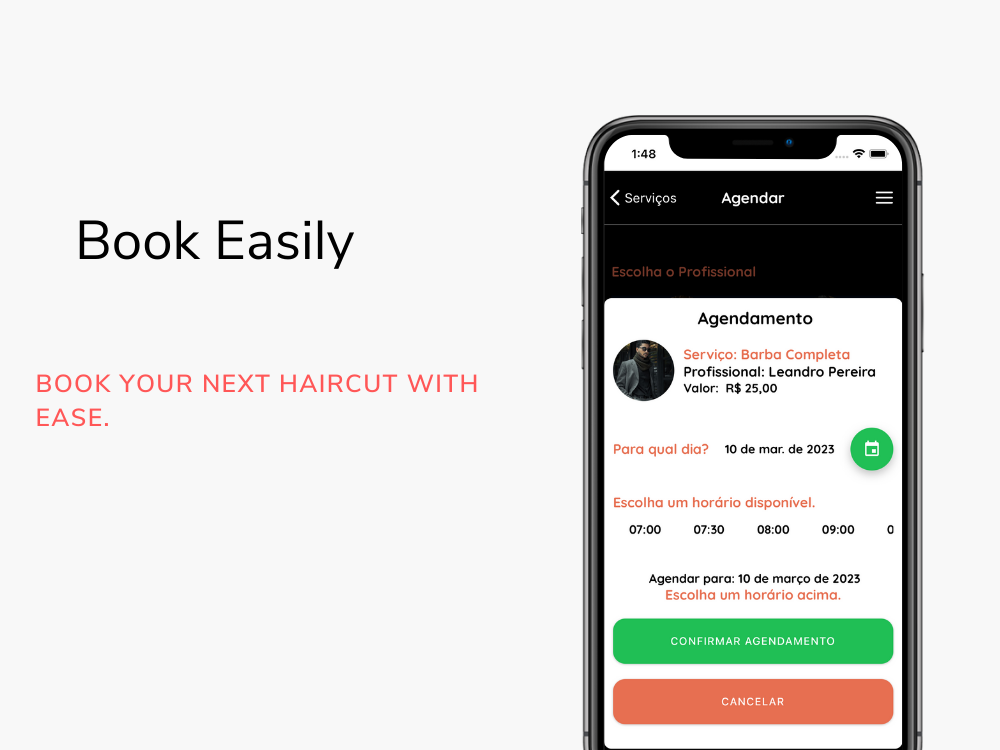 Book Easily
BOOK YOUR NEXT HAIRCUT WITH
EASE.
1:48
Serviços
Agendar
Escolha o Profissional
Agendamento
Serviço: Barba Completa
Profissional: Leandro Pereira
Valor: R$ 25,00
Para qual dia? 10 de mar. de 2023
Escolha um horário disponível.
07:00 07:30 08:00 09:00 0
Agendar para: 10 de março de 2023
Escolha um horário acima.
CONFIRMAR AGENDAMENTO
CANCELAR